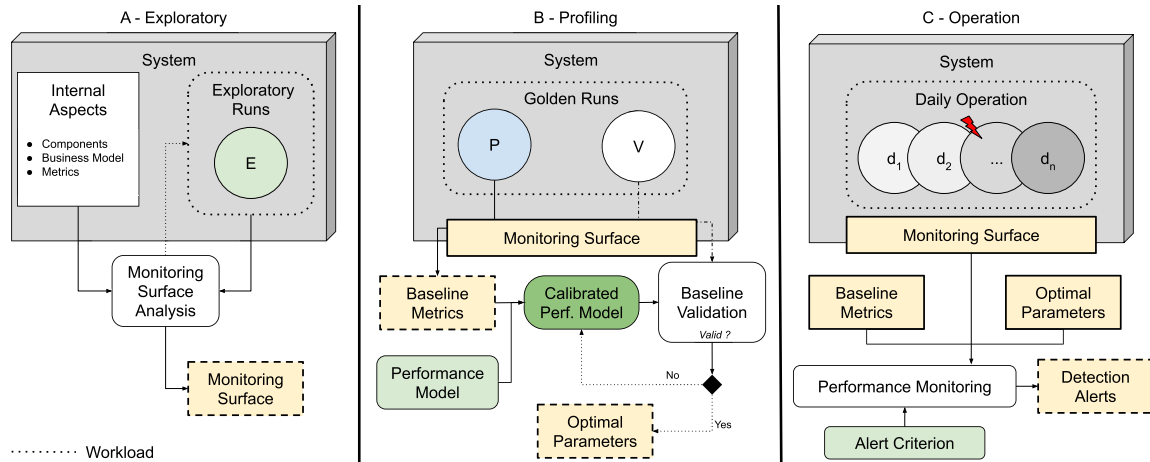 A - Exploratory
System
Internal
Aspects
● Components
● Business Model
● Metrics
Exploratory
Runs
E
Monitoring
Surface
Analysis
Monitoring
Surface
Workload
B - Profiling
System
Golden Runs
P
V
Monitoring Surface
Baseline
Metrics
Calibrated
Perf. Model
Baseline
Validation
Valid ?
Performance
Model
No
Yes
Optimal
Parameters
C - Operation
System
Daily Operation
d1
d2
...
dn
Monitoring Surface
Baseline
Metrics
Optimal
Parameters
Performance Monitoring
Detection
Alerts
Alert Criterion